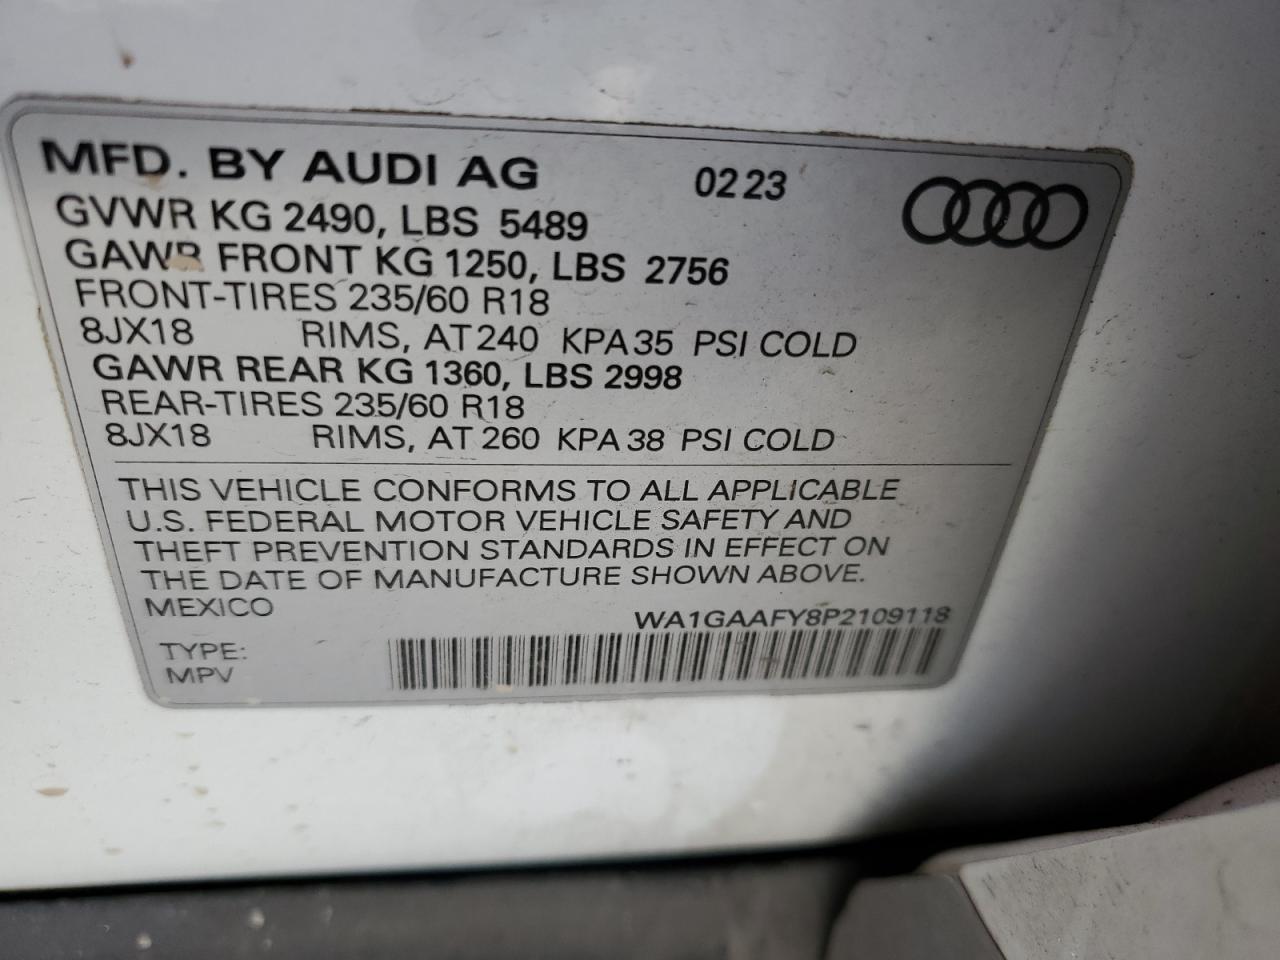 MFD. BY AUDI AG 02 23
GVWR KG 2490, LBS 5489
GAWR FRONT KG 1250, LBS 2756
FRONT-TIRES 235/60 R18
8JX18 RIMS, AT 240 KPA 35 PSI COLD
GAWR REAR KG 1360, LBS 2998
REAR-TIRES 235/60 R18
8JX18 RIMS, AT 260 KPA 38 PSI COLD
THIS VEHICLE CONFORMS TO ALL APPLICABLE
U.S. FEDERAL MOTOR VEHICLE SAFETY AND
THEFT PREVENTION STANDARDS IN EFFECT ON
THE DATE OF MANUFACTURE SHOWN ABOVE.
MEXICO WA1GAAFY8P2109118
TYPE:
MPV